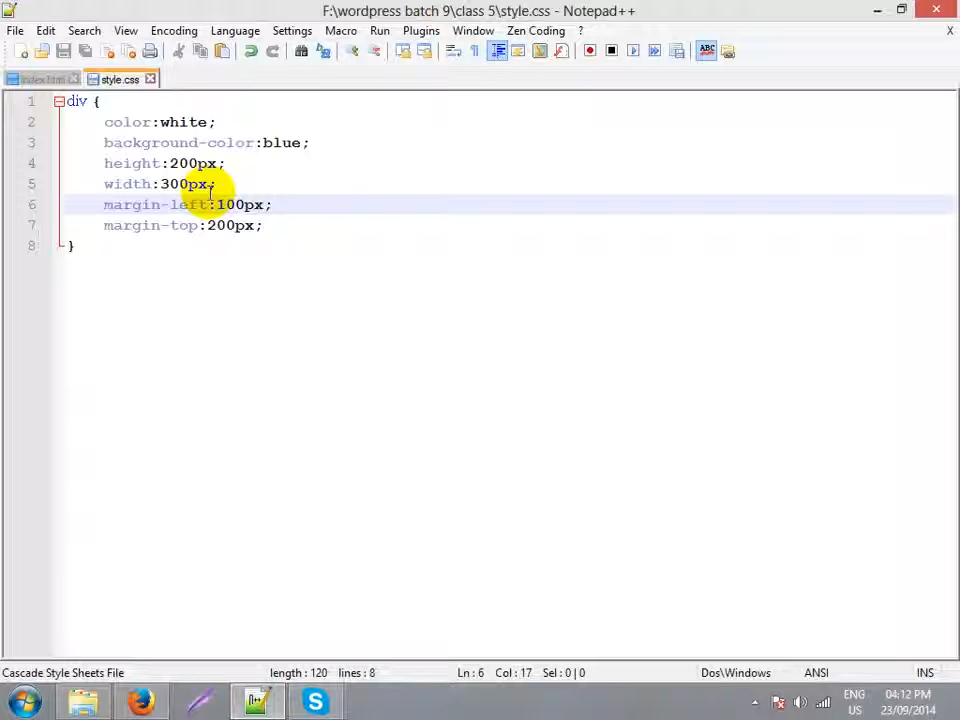 F:\wordpress batch 9\class 5\style.css - Notepad++
File Edit Search View Encoding Language Settings Macro Run Plugins Window Zen Coding ? X
index.html style.css
1 div {
2 color:white;
3 background-color:blue;
4 height:200px;
5 width:300px;
6 margin-left:100px;
7 margin-top:200px;
8 }
Cascade Style Sheets File length : 120 lines : 8 Ln : 6 Col : 17 Sel : 0 | 0 Dos\Windows ANSI INS
ENG 04:12 PM
US 23/09/2014